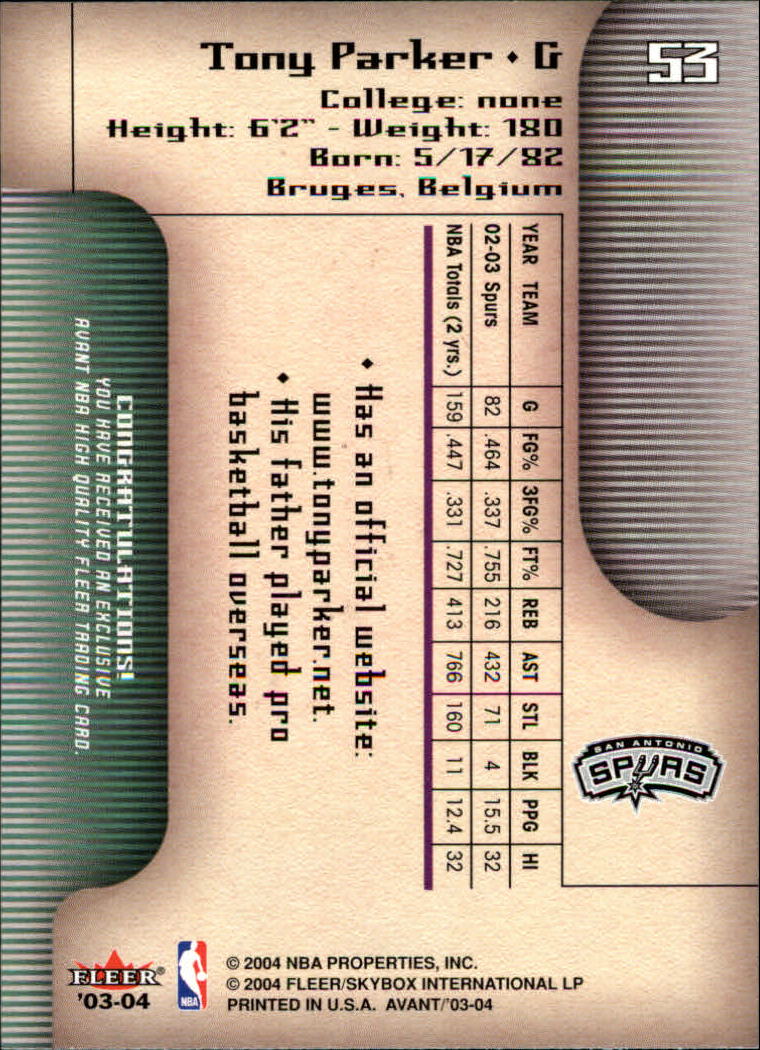 53
Tony Parker • G
College: none
Height: 6'2" - Weight: 180
Born: 5/17/82
Bruges, Belgium
YEAR TEAM G FG% 3FG% FT% REB AST STL BLK PPG HI
02-03 Spurs 82 .464 .337 .755 216 432 71 4 15.5 32
NBA Totals (2 yrs.) 159 .447 .331 .727 413 766 160 11 12.4 32
• Has an official website:
www.tonyparker.net.
• His father played pro
basketball overseas.
CONGRATULATIONS!
YOU HAVE RECEIVED AN EXCLUSIVE
AVANT NBA HIGH QUALITY FLEER TRADING CARD.
SAN ANTONIO
SPURS
FLEER®
'03-04
NBA
© 2004 NBA PROPERTIES, INC.
© 2004 FLEER/SKYBOX INTERNATIONAL LP
PRINTED IN U.S.A. AVANT/'03-04